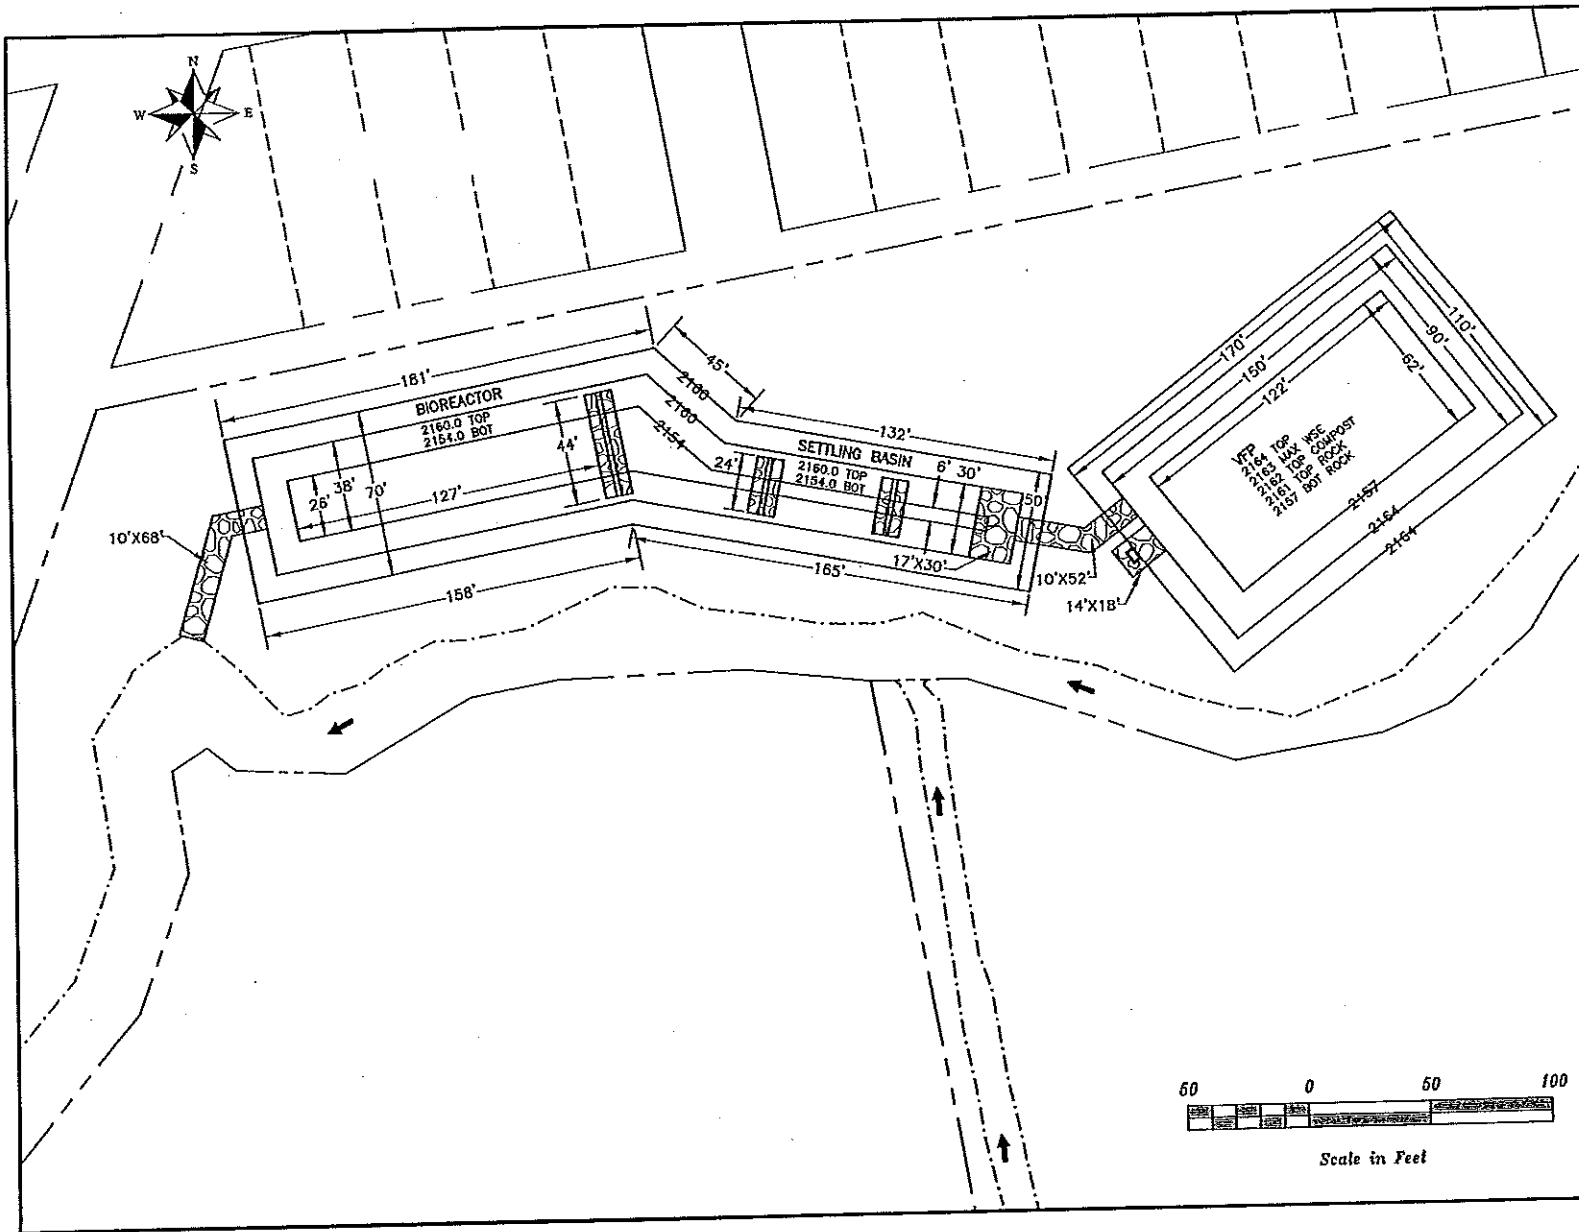 N
W E
S
181'
45'
2160
2160
2154
BIOREACTOR
2160.0 TOP
2154.0 BOT
44'
26' 38' 70'
127'
158'
10'X68'
132'
SETTLING BASIN
2160.0 TOP
2154.0 BOT
24'
6' 30'
50
17'X30'
165'
10'X52'
14'X18'
170'
150'
122'
110'
90'
62'
VFP
2164 TOP
2163 MAX WSE
2162 TOP COMPOST
2161 TOP ROCK
2157 BOT ROCK
2157
2164
2164
50 0 50 100
Scale in Feet